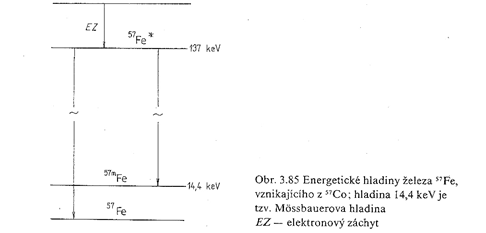 EZ
⁵⁷Fe*
137 keV
⁵⁷ᵐFe
14,4 keV
⁵⁷Fe
Obr. 3.85 Energetické hladiny železa ⁵⁷Fe,
vznikajícího z ⁵⁷Co; hladina 14,4 keV je
tzv. Mössbauerova hladina
EZ — elektronový záchyt